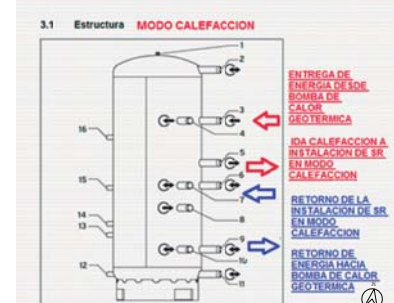 3.1 Estructura MODO CALEFACCION
1
2
ENTREGA DE
ENERGIA DESDE
BOMBA DE
CALOR
GEOTERMICA
3
4
16
IDA CALEFACCION A
INSTALACION DE SR
EN MODO
CALEFACCION
5
6
15
7
RETORNO DE LA
INSTALACION DE SR
EN MODO
CALEFACCION
8
14
13
9
10
RETORNO DE
ENERGIA HACIA
BOMBA DE CALOR
GEOTERMICA
12
11